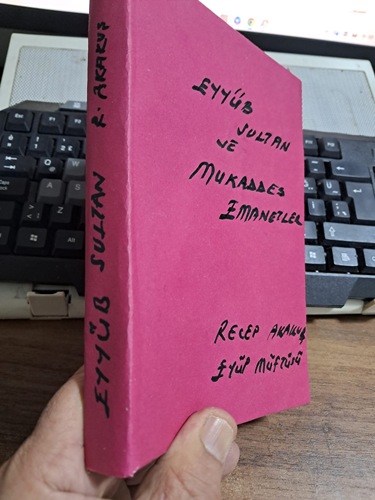 EYYÜB
SULTAN
VE
MUKADDES
EMANETLER
RECEP AKAKUŞ
EYÜP MÜFTÜSÜ
EYYÜB SULTAN R. AKAKUŞ